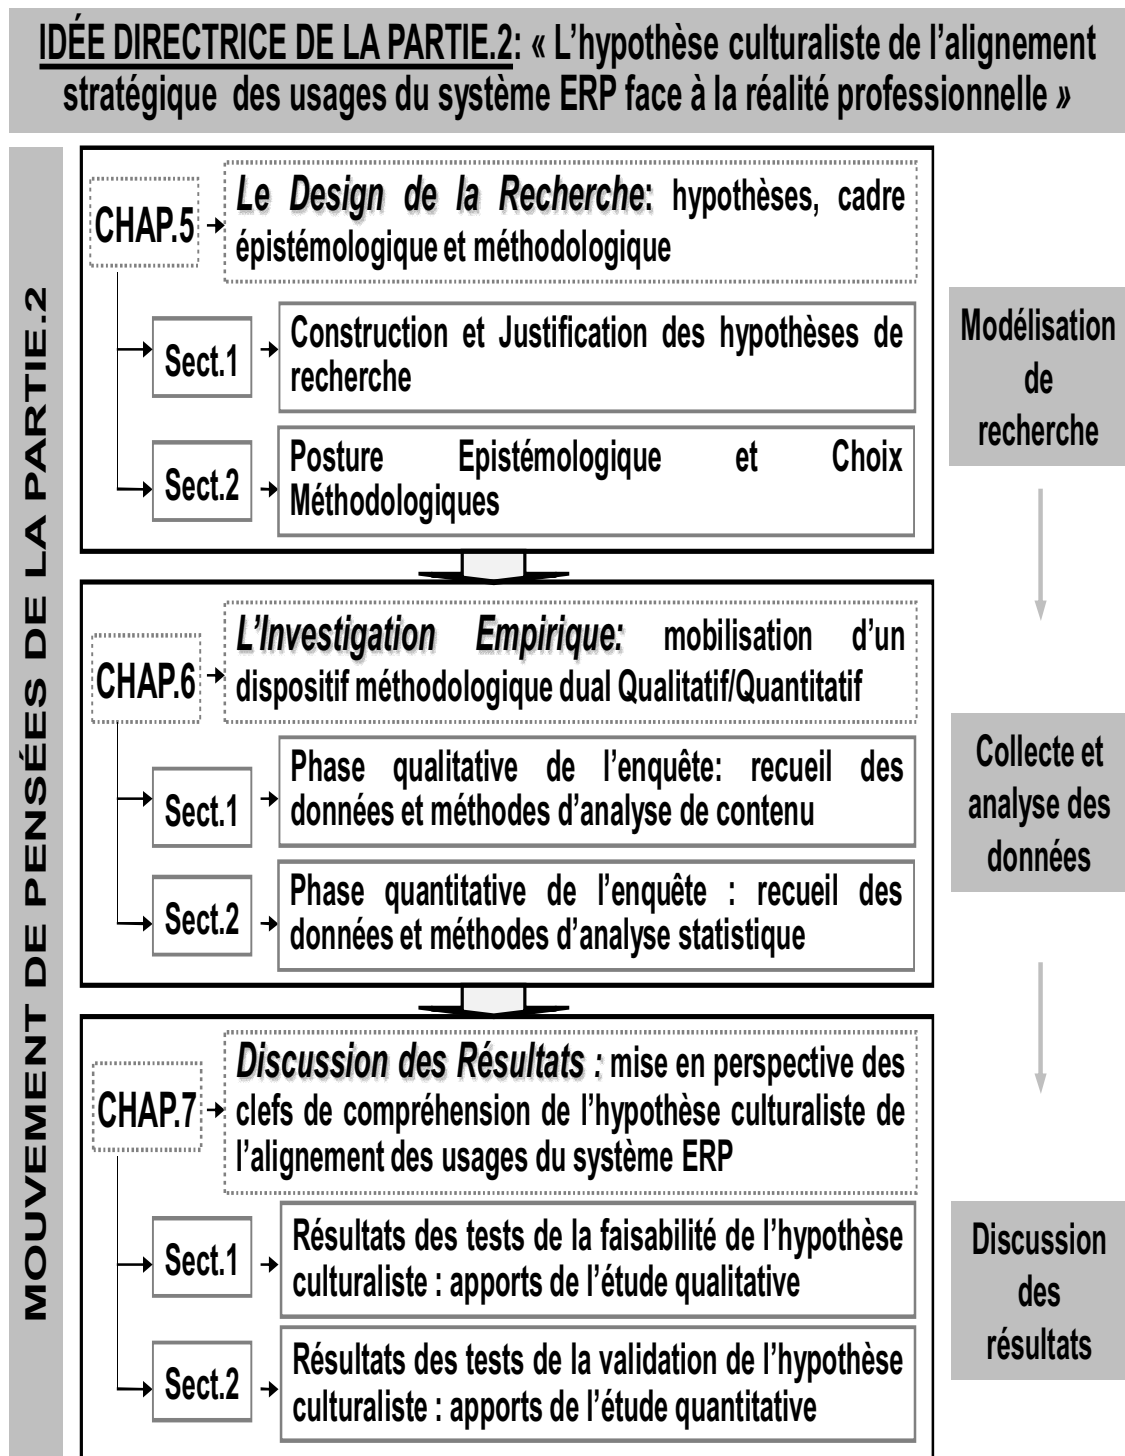 IDÉE DIRECTRICE DE LA PARTIE.2: « L’hypothèse culturaliste de l’alignement
stratégique des usages du système ERP face à la réalité professionnelle »
MOUVEMENT DE PENSÉES DE LA PARTIE.2
CHAP.5
Le Design de la Recherche: hypothèses, cadre
épistémologique et méthodologique
Sect.1
Construction et Justification des hypothèses de
recherche
Sect.2
Posture Epistémologique et Choix
Méthodologiques
Modélisation
de
recherche
CHAP.6
L’Investigation Empirique: mobilisation d’un
dispositif méthodologique dual Qualitatif/Quantitatif
Sect.1
Phase qualitative de l’enquête: recueil des
données et méthodes d’analyse de contenu
Sect.2
Phase quantitative de l’enquête : recueil des
données et méthodes d’analyse statistique
Collecte et
analyse des
données
CHAP.7
Discussion des Résultats : mise en perspective des
clefs de compréhension de l’hypothèse culturaliste de
l’alignement des usages du système ERP
Sect.1
Résultats des tests de la faisabilité de l’hypothèse
culturaliste : apports de l’étude qualitative
Sect.2
Résultats des tests de la validation de l’hypothèse
culturaliste : apports de l’étude quantitative
Discussion
des
résultats